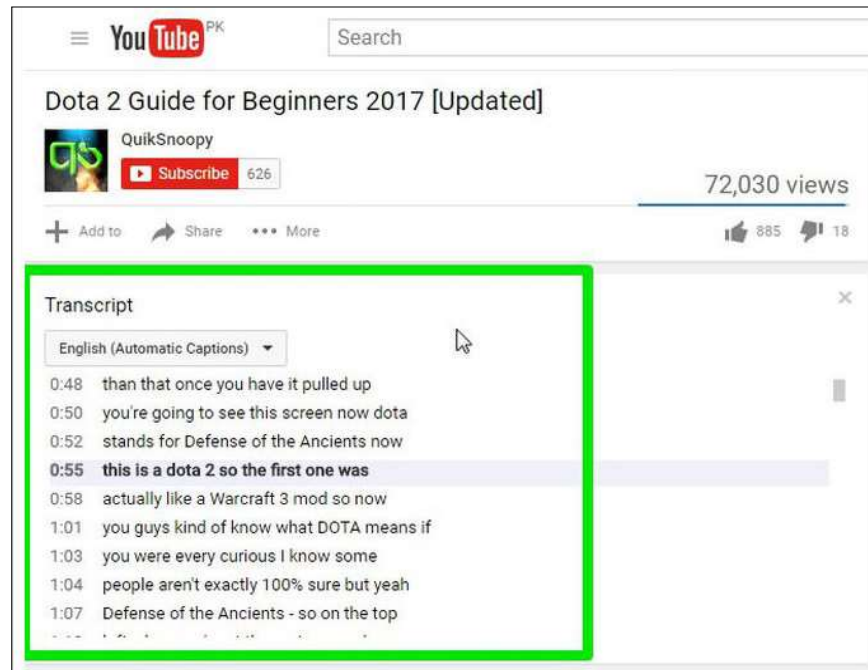 YouTube PK
Search
Dota 2 Guide for Beginners 2017 [Updated]
QuikSnoopy
Subscribe 626
72,030 views
Add to Share More
885 18
Transcript
English (Automatic Captions)
0:48 than that once you have it pulled up
0:50 you're going to see this screen now dota
0:52 stands for Defense of the Ancients now
0:55 this is a dota 2 so the first one was
0:58 actually like a Warcraft 3 mod so now
1:01 you guys kind of know what DOTA means if
1:03 you were every curious I know some
1:04 people aren't exactly 100% sure but yeah
1:07 Defense of the Ancients - so on the top